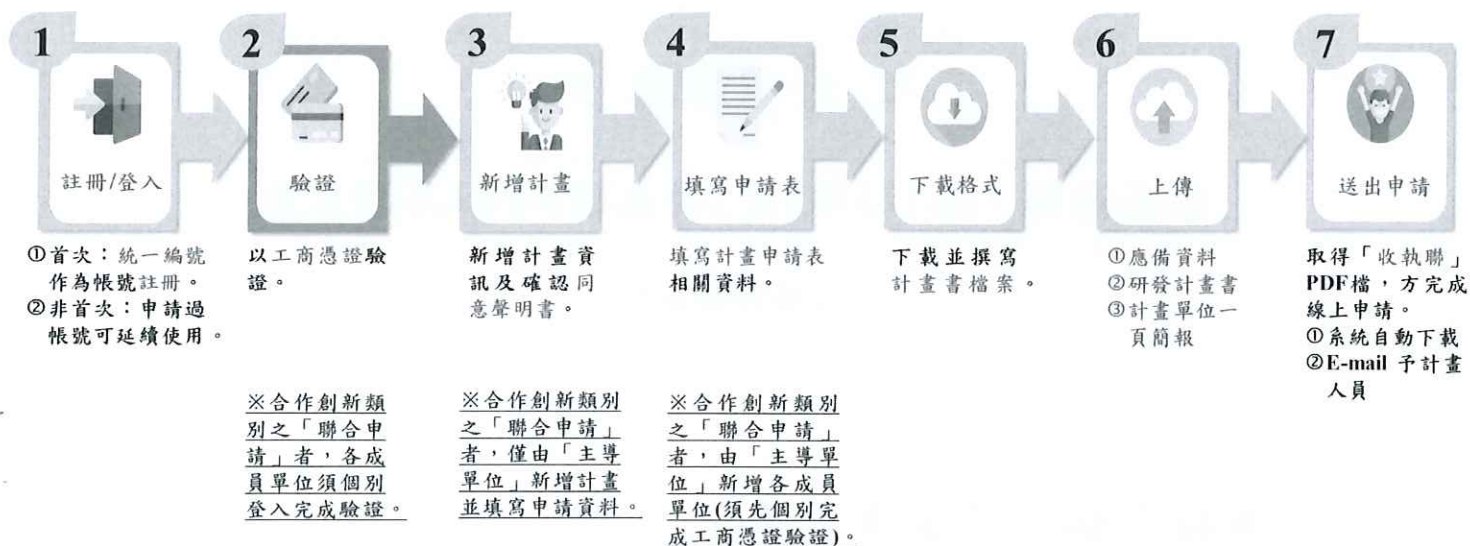 1
註冊/登入
①首次：統一編號
作為帳號註冊。
②非首次：申請過
帳號可延續使用。
2
驗證
以工商憑證驗
證。
※合作創新類
別之「聯合申
請」者，各成
員單位須個別
登入完成驗證。
3
新增計畫
新增計畫資
訊及確認同
意聲明書。
※合作創新類別
之「聯合申請」
者，僅由「主導
單位」新增計畫
並填寫申請資料。
4
填寫申請表
填寫計畫申請表
相關資料。
※合作創新類別
之「聯合申請」
者，由「主導單
位」新增各成員
單位(須先個別完
成工商憑證驗證)。
5
下載格式
下載並撰寫
計畫書檔案。
6
上傳
①應備資料
②研發計畫書
③計畫單位一
頁簡報
7
送出申請
取得「收執聯」
PDF檔，方完成
線上申請。
①系統自動下載
②E-mail 予計畫
人員